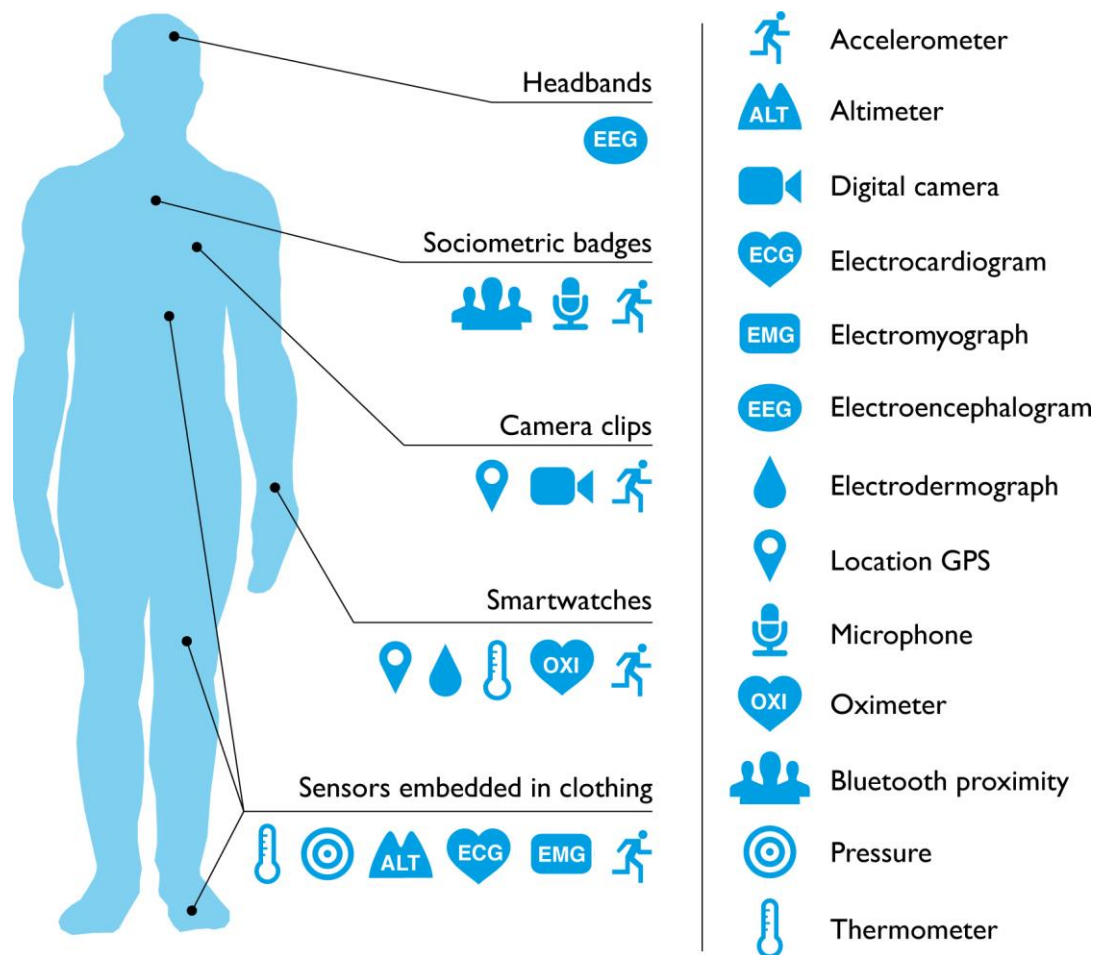 Headbands
EEG
Sociometric badges
Camera clips
Smartwatches
OXI
Sensors embedded in clothing
ALT ECG EMG
Accelerometer
ALT Altimeter
Digital camera
ECG Electrocardiogram
EMG Electromyograph
EEG Electroencephalogram
Electrodermograph
Location GPS
Microphone
OXI Oximeter
Bluetooth proximity
Pressure
Thermometer